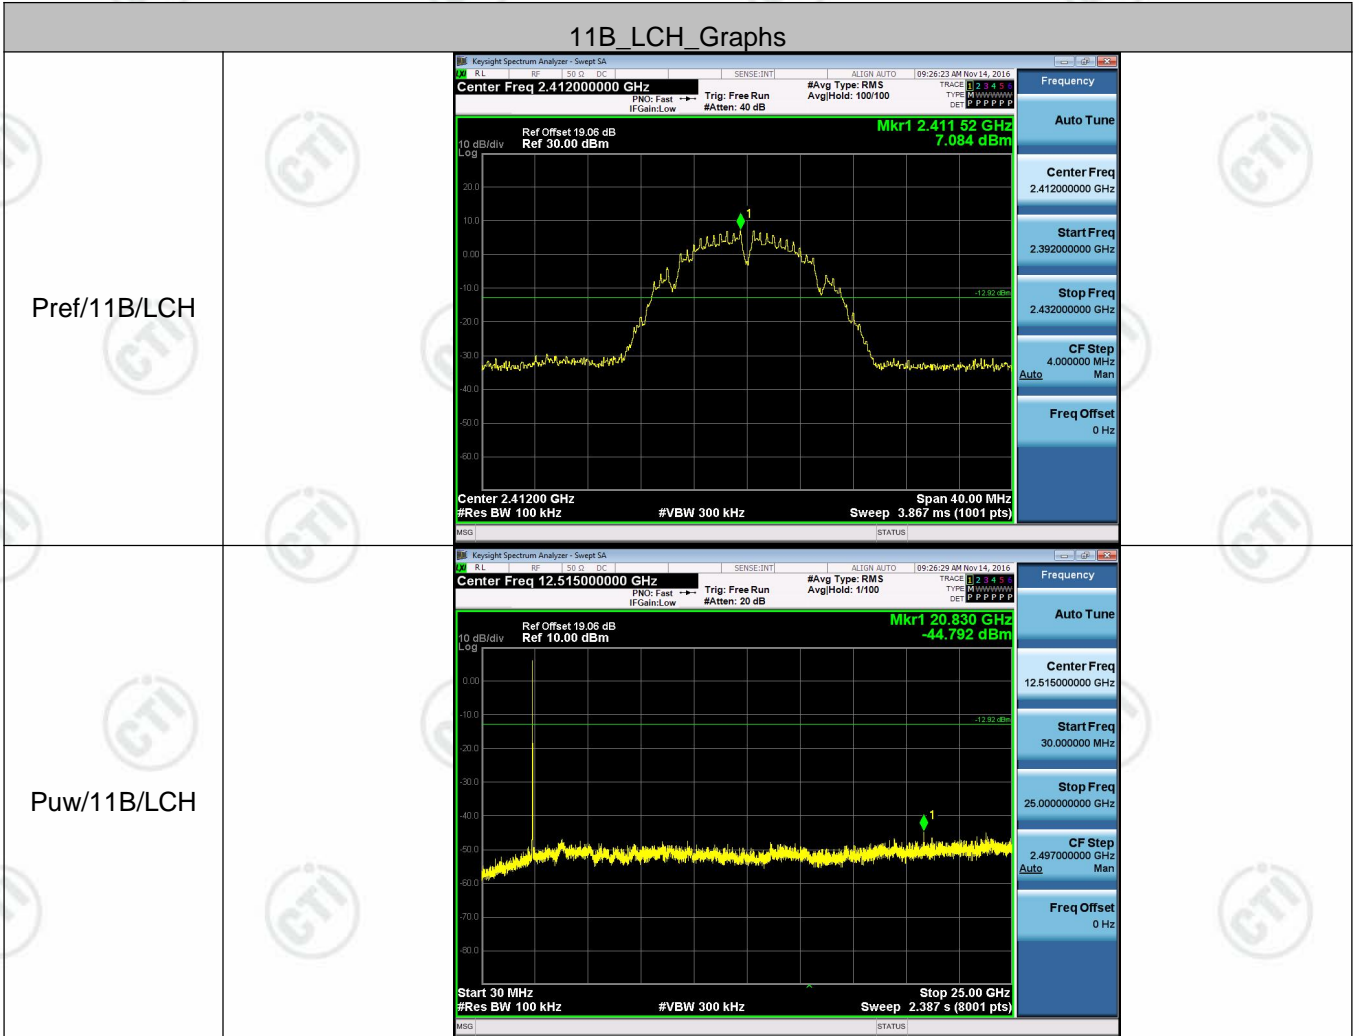 11B_LCH_Graphs
Pref/11B/LCH
Keysight Spectrum Analyzer - Swept SA
RL RF 50 Ω DC SENSE:INT ALIGN AUTO 09:26:23 AM Nov 14, 2016
Center Freq 2.412000000 GHz
PNO: Fast
IFGain:Low
Trig: Free Run
#Atten: 40 dB
#Avg Type: RMS
Avg|Hold: 100/100
TRACE 1 2 3 4 5 6
TYPE M WWWWW
DET P P P P P P
Ref Offset 19.06 dB
10 dB/div Ref 30.00 dBm
Log
Mkr1 2.411 52 GHz
7.084 dBm
20.0
10.0
0.00
-10.0
-20.0
-30.0
-40.0
-50.0
-60.0
1
-12.92 dBm
Center 2.41200 GHz Span 40.00 MHz
#Res BW 100 kHz #VBW 300 kHz Sweep 3.867 ms (1001 pts)
MSG STATUS
Frequency
Auto Tune
Center Freq
2.412000000 GHz
Start Freq
2.392000000 GHz
Stop Freq
2.432000000 GHz
CF Step
4.000000 MHz
Auto Man
Freq Offset
0 Hz
Puw/11B/LCH
Keysight Spectrum Analyzer - Swept SA
RL RF 50 Ω DC SENSE:INT ALIGN AUTO 09:26:29 AM Nov 14, 2016
Center Freq 12.515000000 GHz
PNO: Fast
IFGain:Low
Trig: Free Run
#Atten: 20 dB
#Avg Type: RMS
Avg|Hold: 1/100
TRACE 1 2 3 4 5 6
TYPE M WWWWW
DET P P P P P P
Ref Offset 19.06 dB
10 dB/div Ref 10.00 dBm
Log
Mkr1 20.830 GHz
-44.792 dBm
0.00
-10.0
-20.0
-30.0
-40.0
-50.0
-60.0
-70.0
-80.0
-12.92 dBm
1
Start 30 MHz Stop 25.00 GHz
#Res BW 100 kHz #VBW 300 kHz Sweep 2.387 s (8001 pts)
MSG STATUS
Frequency
Auto Tune
Center Freq
12.515000000 GHz
Start Freq
30.000000 MHz
Stop Freq
25.000000000 GHz
CF Step
2.497000000 GHz
Auto Man
Freq Offset
0 Hz
CTI